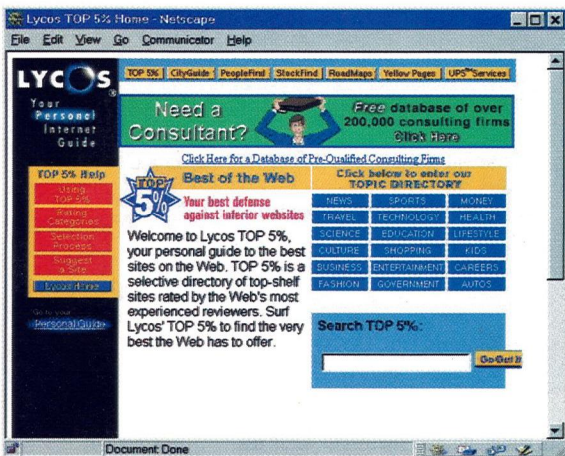 Lycos TOP 5% Home - Netscape
File Edit View Go Communicator Help
LYCOS®
Your
Personal
Internet
Guide
TOP 5% CityGuide PeopleFind StockFind RoadMaps Yellow Pages UPS Services
Need a
Consultant?
Free database of over
200,000 consulting firms
Click Here
Click Here for a Database of Pre-Qualified Consulting Firms
TOP 5% Help
Using
TOP 5%
Rating
Categories
Selection
Process
Suggest
a Site
Lycos Home
Go to your
Personal Guide
TOP
5%
Best of the Web
Your best defense
against inferior websites
Welcome to Lycos TOP 5%,
your personal guide to the best
sites on the Web. TOP 5% is a
selective directory of top-shelf
sites rated by the Web's most
experienced reviewers. Surf
Lycos' TOP 5% to find the very
best the Web has to offer.
Click below to enter our
TOPIC DIRECTORY
NEWS SPORTS MONEY
TRAVEL TECHNOLOGY HEALTH
SCIENCE EDUCATION LIFESTYLE
CULTURE SHOPPING KIDS
BUSINESS ENTERTAINMENT CAREERS
FASHION GOVERNMENT AUTOS
Search TOP 5%:
Go Get It
Document: Done